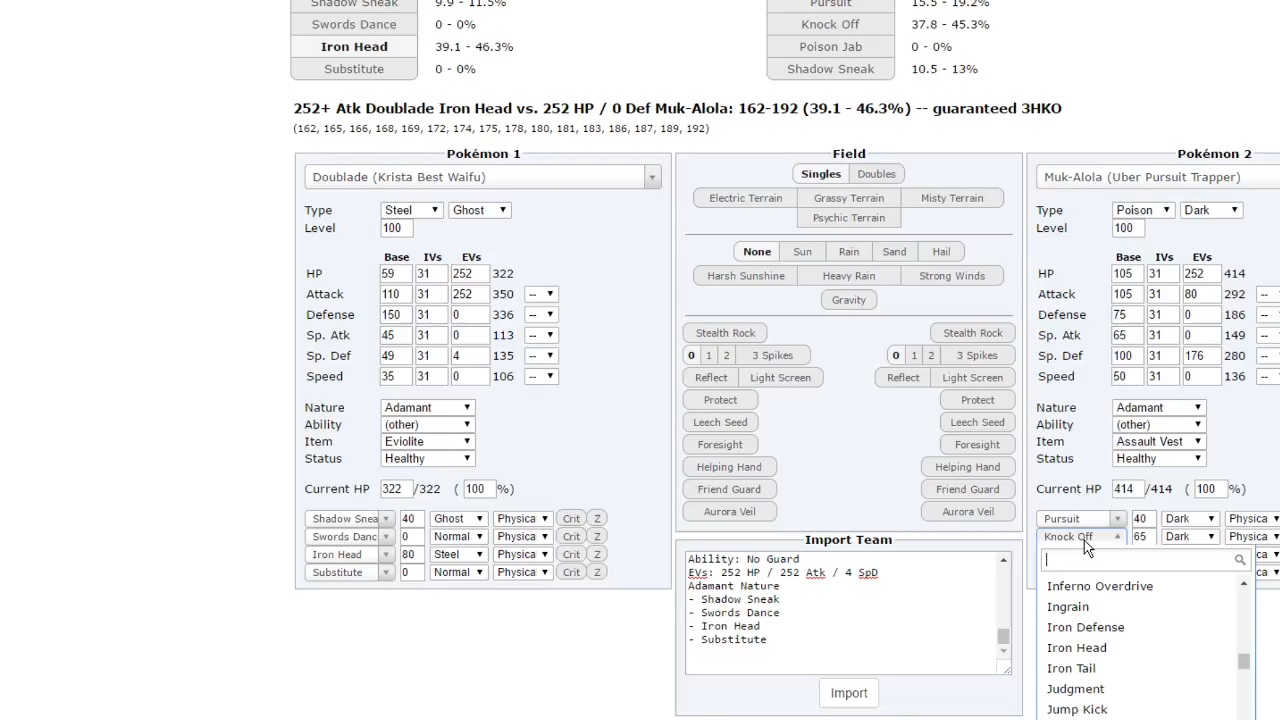 Shadow Sneak 9.9 - 11.5% Pursuit 15.5 - 19.2%
Swords Dance 0 - 0% Knock Off 37.8 - 45.3%
Iron Head 39.1 - 46.3% Poison Jab 0 - 0%
Substitute 0 - 0% Shadow Sneak 10.5 - 13%
252+ Atk Doublade Iron Head vs. 252 HP / 0 Def Muk-Alola: 162-192 (39.1 - 46.3%) -- guaranteed 3HKO
(162, 165, 166, 168, 169, 172, 174, 175, 178, 180, 181, 183, 186, 187, 189, 192)
Pokémon 1
Doublade (Krista Best Waifu)
Type Steel Ghost
Level 100
Base IVs EVs
HP 59 31 252 322
Attack 110 31 252 350 --
Defense 150 31 0 336 --
Sp. Atk 45 31 0 113 --
Sp. Def 49 31 4 135 --
Speed 35 31 0 106 --
Nature Adamant
Ability (other)
Item Eviolite
Status Healthy
Current HP 322 /322 ( 100 %)
Shadow Snea 40 Ghost Physica Crit Z
Swords Danc 0 Normal Physica Crit Z
Iron Head 80 Steel Physica Crit Z
Substitute 0 Normal Physica Crit Z
Field
Singles Doubles
Electric Terrain Grassy Terrain Misty Terrain
Psychic Terrain
None Sun Rain Sand Hail
Harsh Sunshine Heavy Rain Strong Winds
Gravity
Stealth Rock Stealth Rock
0 1 2 3 Spikes 0 1 2 3 Spikes
Reflect Light Screen Reflect Light Screen
Protect Protect
Leech Seed Leech Seed
Foresight Foresight
Helping Hand Helping Hand
Friend Guard Friend Guard
Aurora Veil Aurora Veil
Import Team
Ability: No Guard
EVs: 252 HP / 252 Atk / 4 SpD
Adamant Nature
- Shadow Sneak
- Swords Dance
- Iron Head
- Substitute
Import
Pokémon 2
Muk-Alola (Uber Pursuit Trapper)
Type Poison Dark
Level 100
Base IVs EVs
HP 105 31 252 414
Attack 105 31 80 292 --
Defense 75 31 0 186 --
Sp. Atk 65 31 0 149 --
Sp. Def 100 31 176 280 --
Speed 50 31 0 136 --
Nature Adamant
Ability (other)
Item Assault Vest
Status Healthy
Current HP 414 /414 ( 100 %)
Pursuit 40 Dark Physica
Knock Off 65 Dark Physica
Inferno Overdrive
Ingrain
Iron Defense
Iron Head
Iron Tail
Judgment
Jump Kick